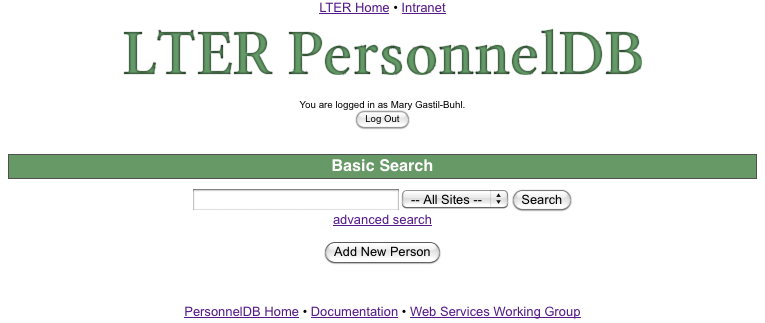 LTER Home • Intranet
LTER PersonnelDB
You are logged in as Mary Gastil-Buhl.
Log Out
Basic Search
-- All Sites -- Search
advanced search
Add New Person
PersonnelDB Home • Documentation • Web Services Working Group